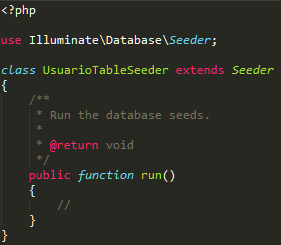 <?php
use Illuminate\Database\Seeder;
class UsuarioTableSeeder extends Seeder
{
    /**
     * Run the database seeds.
     *
     * @return void
     */
    public function run()
    {
        //
    }
}